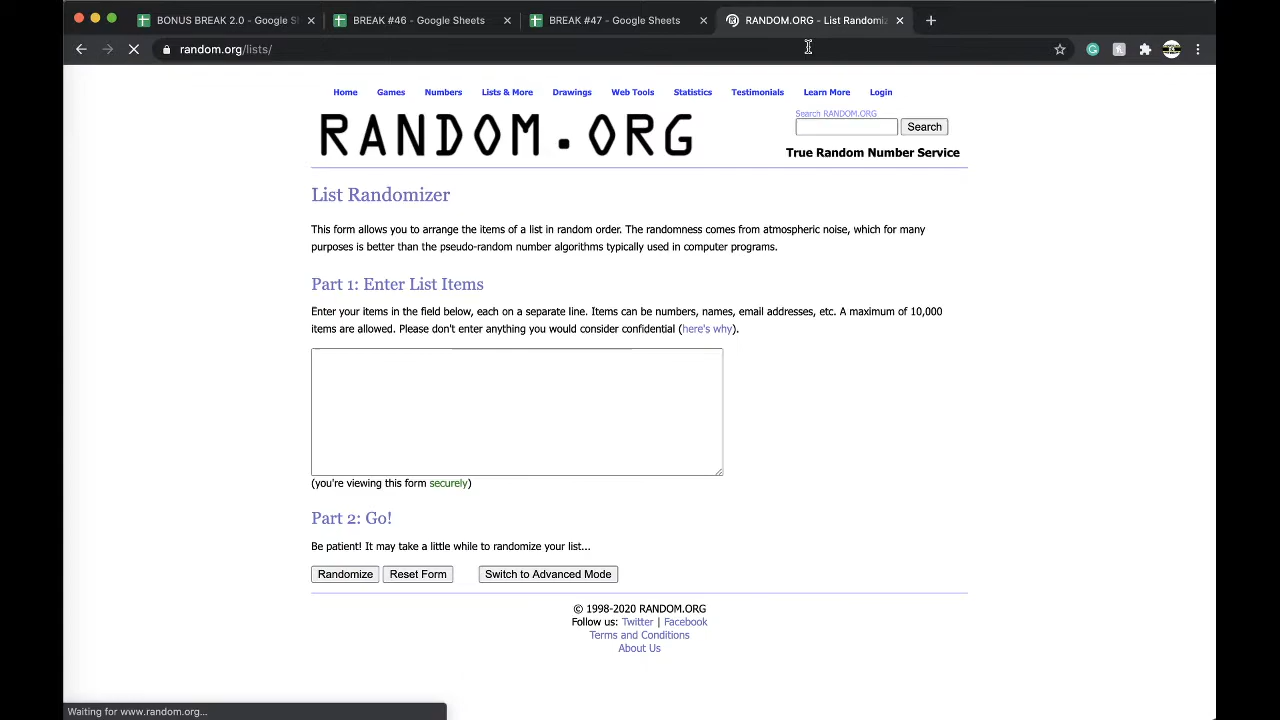 BONUS BREAK 2.0 - Google S
BREAK #46 - Google Sheets
BREAK #47 - Google Sheets
RANDOM.ORG - List Randomiz
random.org/lists/
Home Games Numbers Lists & More Drawings Web Tools Statistics Testimonials Learn More Login
Search RANDOM.ORG
RANDOM.ORG
Search
True Random Number Service
List Randomizer
This form allows you to arrange the items of a list in random order. The randomness comes from atmospheric noise, which for many
purposes is better than the pseudo-random number algorithms typically used in computer programs.
Part 1: Enter List Items
Enter your items in the field below, each on a separate line. Items can be numbers, names, email addresses, etc. A maximum of 10,000
items are allowed. Please don't enter anything you would consider confidential (here's why).
(you're viewing this form securely)
Part 2: Go!
Be patient! It may take a little while to randomize your list...
Randomize Reset Form Switch to Advanced Mode
© 1998-2020 RANDOM.ORG
Follow us: Twitter | Facebook
Terms and Conditions
About Us
Waiting for www.random.org...